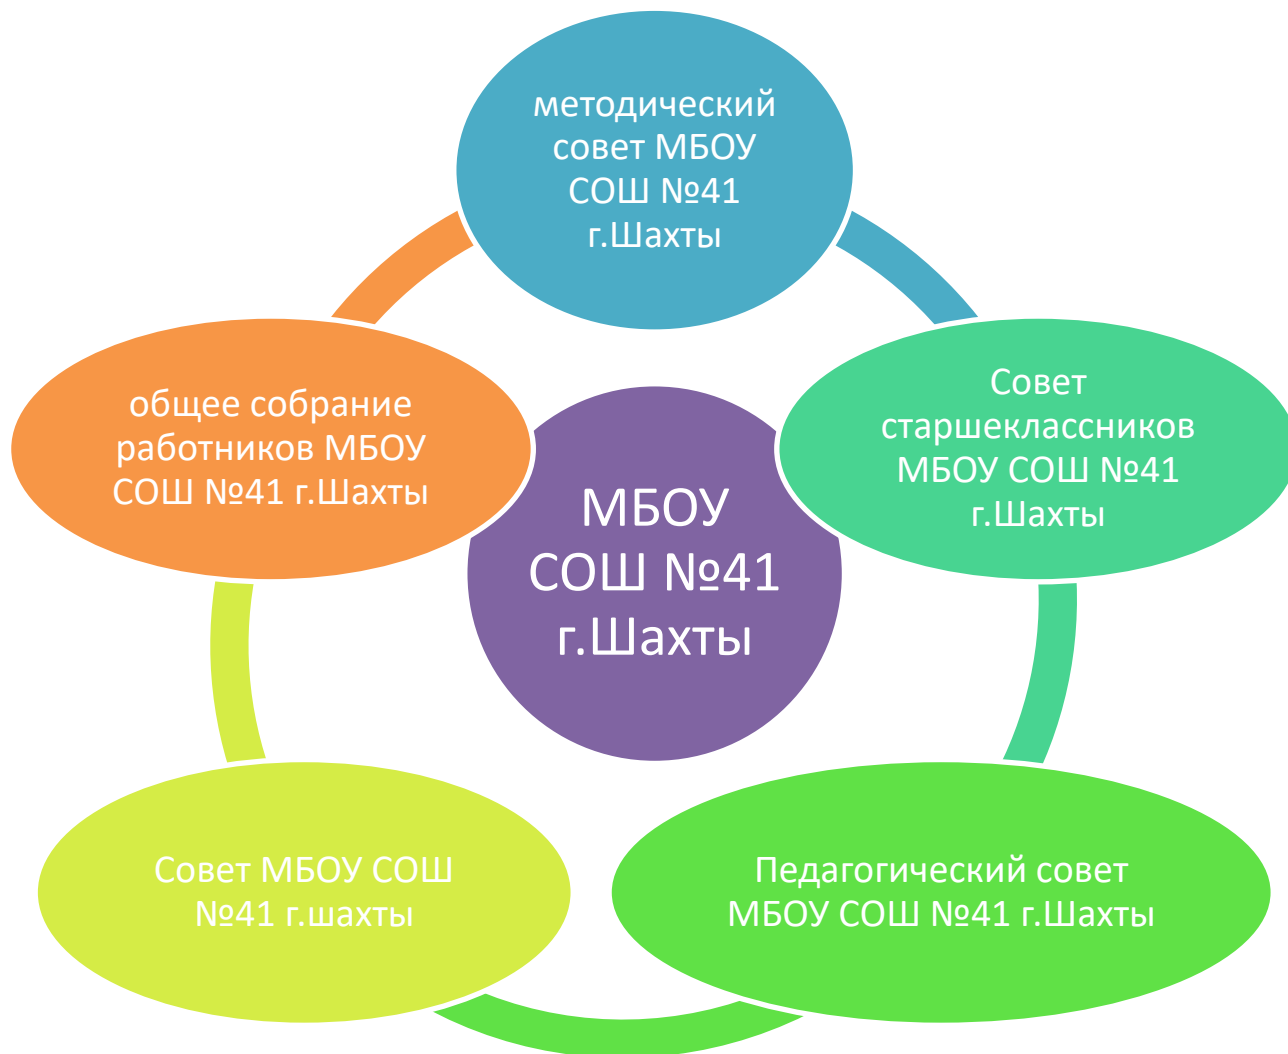 методический
совет МБОУ
СОШ №41
г.Шахты
общее собрание
работников МБОУ
СОШ №41 г.Шахты
Совет
старшеклассников
МБОУ СОШ №41
г.Шахты
МБОУ
СОШ №41
г.Шахты
Совет МБОУ СОШ
№41 г.шахты
Педагогический совет
МБОУ СОШ №41 г.Шахты